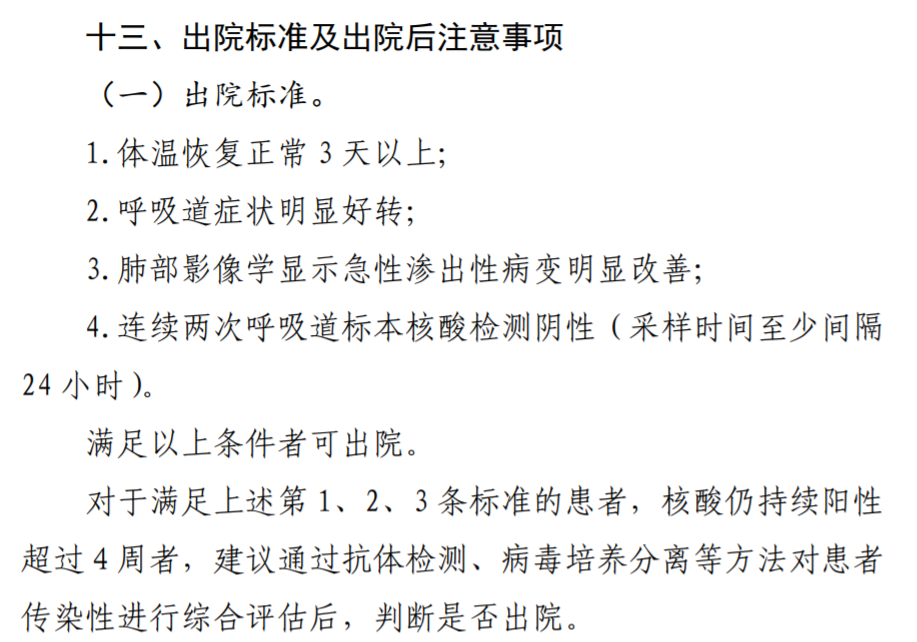 十三、出院标准及出院后注意事项
（一）出院标准。
1.体温恢复正常 3 天以上；
2.呼吸道症状明显好转；
3.肺部影像学显示急性渗出性病变明显改善；
4.连续两次呼吸道标本核酸检测阴性（采样时间至少间隔
24 小时）。
满足以上条件者可出院。
对于满足上述第 1、2、3 条标准的患者，核酸仍持续阳性
超过 4 周者，建议通过抗体检测、病毒培养分离等方法对患者
传染性进行综合评估后，判断是否出院。